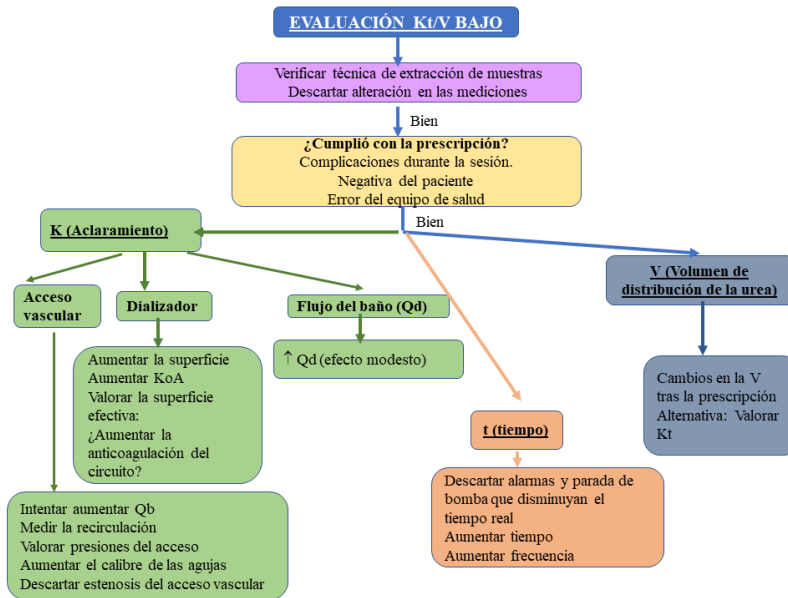 EVALUACIÓN Kt/V BAJO
Verificar técnica de extracción de muestras
Descartar alteración en las mediciones
Bien
¿Cumplió con la prescripción?
Complicaciones durante la sesión.
Negativa del paciente
Error del equipo de salud
Bien
K (Aclaramiento)
V (Volumen de
distribución de la urea)
Acceso
vascular
Dializador
Flujo del baño (Qd)
Aumentar la superficie
Aumentar KoA
Valorar la superficie
efectiva:
¿Aumentar la
anticoagulación del
circuito?
↑ Qd (efecto modesto)
Cambios en la V
tras la prescripción
Alternativa: Valorar
Kt
t (tiempo)
Descartar alarmas y parada de
bomba que disminuyan el
tiempo real
Aumentar tiempo
Aumentar frecuencia
Intentar aumentar Qb
Medir la recirculación
Valorar presiones del acceso
Aumentar el calibre de las agujas
Descartar estenosis del acceso vascular